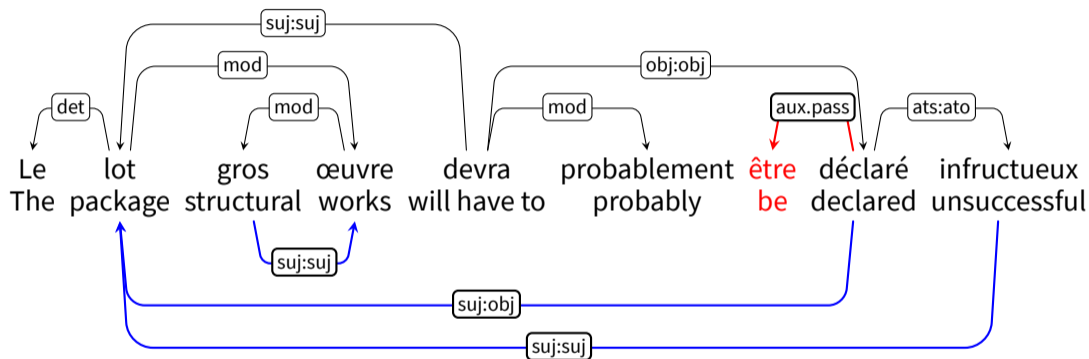 suj:suj
mod obj:obj
det mod mod aux.pass ats:ato
Le lot gros œuvre devra probablement être déclaré infructueux
The package structural works will have to probably be declared unsuccessful
suj:suj
suj:obj
suj:suj